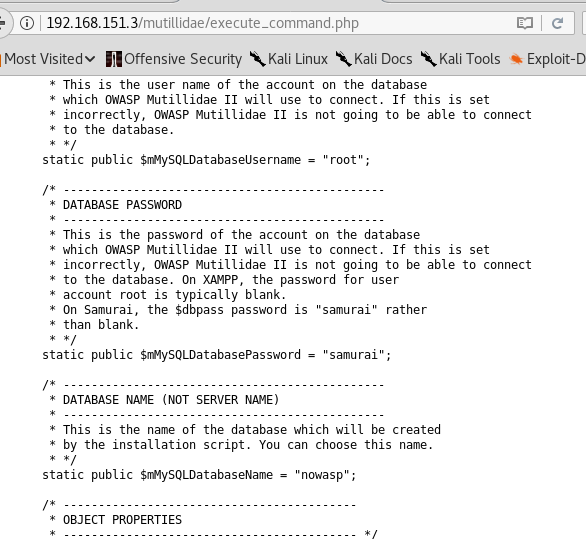 192.168.151.3/mutillidae/execute_command.php
Most Visited Offensive Security Kali Linux Kali Docs Kali Tools Exploit-D
* This is the user name of the account on the database
* which OWASP Mutillidae II will use to connect. If this is set
* incorrectly, OWASP Mutillidae II is not going to be able to connect
* to the database.
* */
static public $mMySQLDatabaseUsername = "root";
/* ---------------------------------------------
* DATABASE PASSWORD
* ---------------------------------------------
* This is the password of the account on the database
* which OWASP Mutillidae II will use to connect. If this is set
* incorrectly, OWASP Mutillidae II is not going to be able to connect
* to the database. On XAMPP, the password for user
* account root is typically blank.
* On Samurai, the $dbpass password is "samurai" rather
* than blank.
* */
static public $mMySQLDatabasePassword = "samurai";
/* ---------------------------------------------
* DATABASE NAME (NOT SERVER NAME)
* ---------------------------------------------
* This is the name of the database which will be created
* by the installation script. You can choose this name.
* */
static public $mMySQLDatabaseName = "nowasp";
/* -----------------------------------------
* OBJECT PROPERTIES
* ----------------------------------------- */